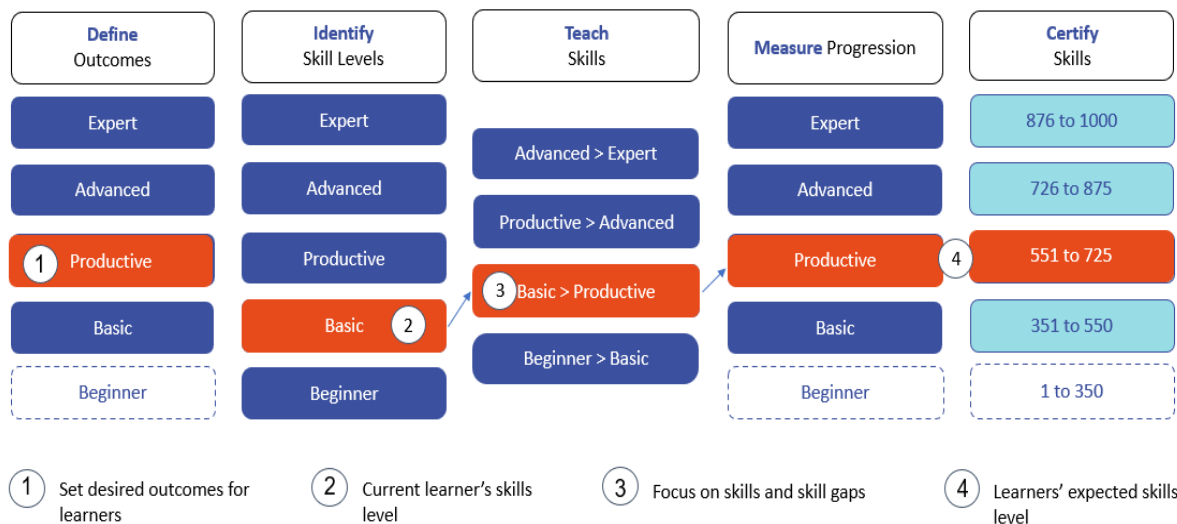 Define
Outcomes
Identify
Skill Levels
Teach
Skills
Measure Progression
Certify
Skills
Expert
Advanced
1 Productive
Basic
Beginner
Expert
Advanced
Productive
Basic 2
Beginner
Advanced > Expert
Productive > Advanced
3 Basic > Productive
Beginner > Basic
Expert
Advanced
Productive
Basic
Beginner
876 to 1000
726 to 875
4 551 to 725
351 to 550
1 to 350
1 Set desired outcomes for
learners
2 Current learner's skills
level
3 Focus on skills and skill gaps
4 Learners' expected skills
level